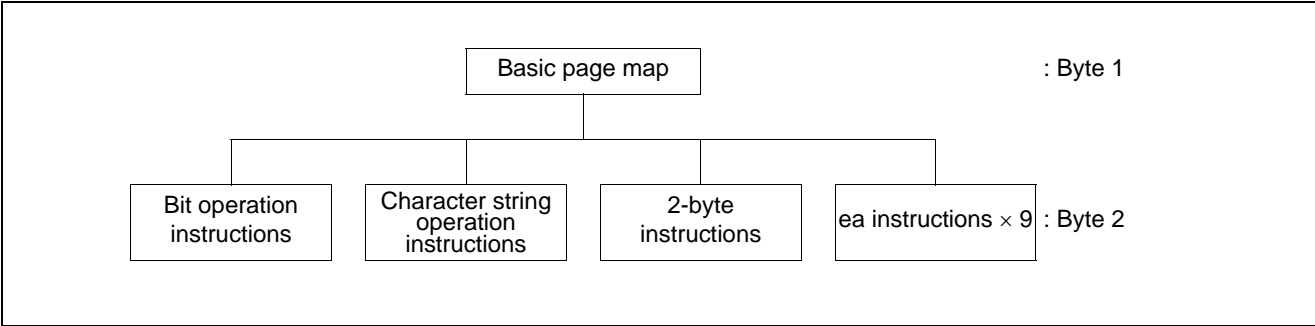 Basic page map
: Byte 1
Bit operation
instructions
Character string
operation
instructions
2-byte
instructions
ea instructions × 9
: Byte 2